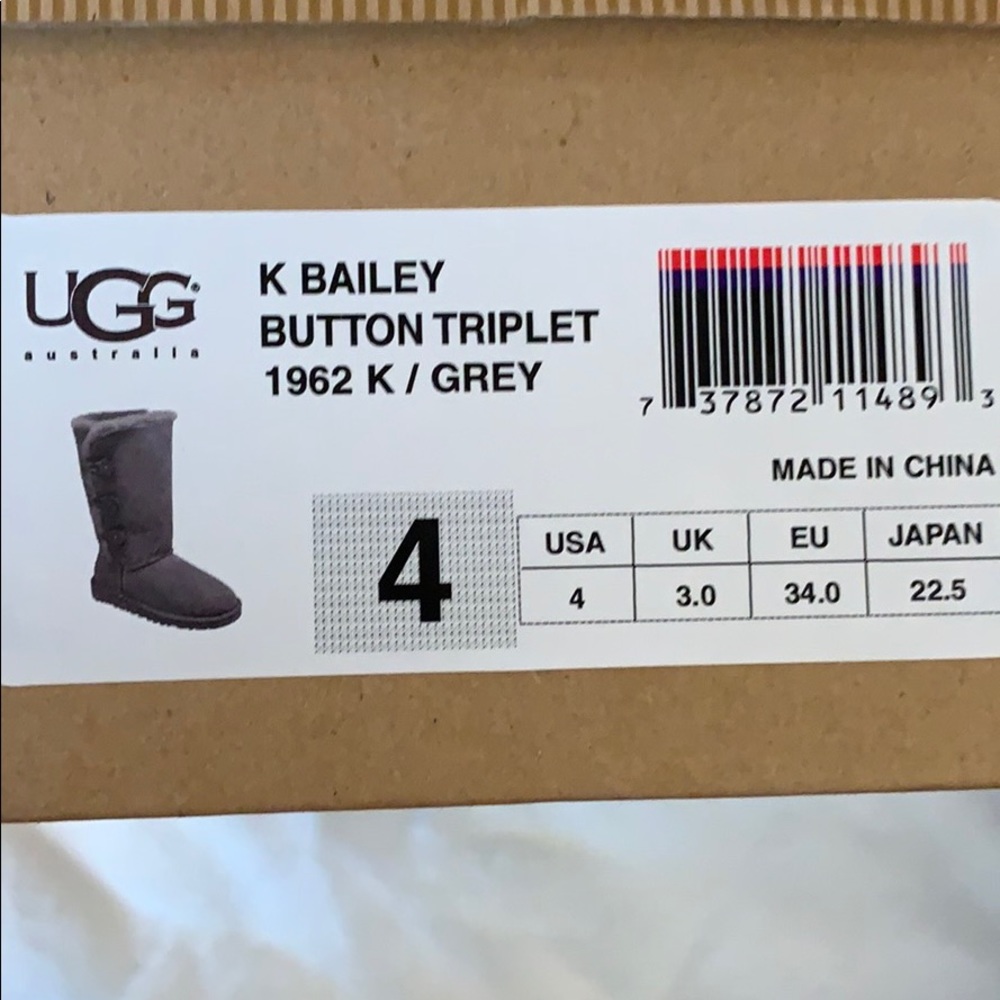 UGG
australia
K BAILEY
BUTTON TRIPLET
1962 K / GREY
7 37872 11489 3
MADE IN CHINA
4
USA UK EU JAPAN
4 3.0 34.0 22.5